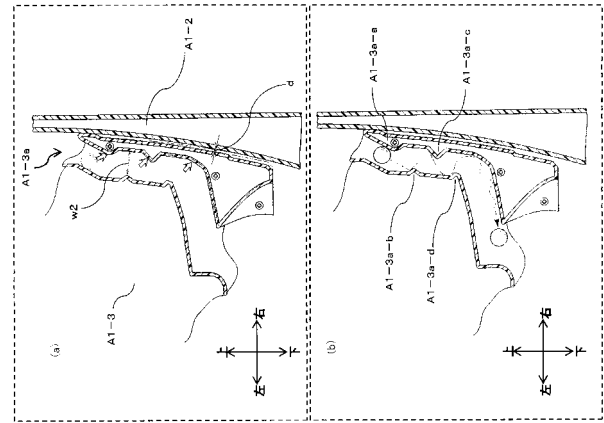 (a)
A1-3a
w2
A1-2
d
A1-3
上
左 右
下
(b)
A1-3a-a
A1-3a-c
A1-3a-b
A1-3a-d
上
左 右
下